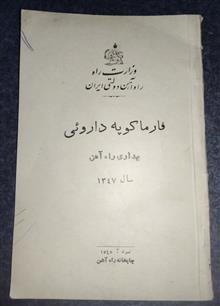 وزارت راه
راه آهن دولتی ایران
فارماکوپه داروئی
بهداری راه آهن
سال ۱۳۴۷
چاپخانه راه آهن